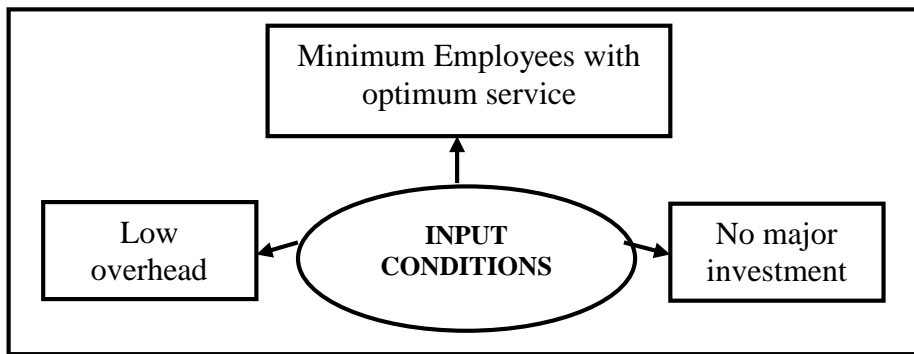 Minimum Employees with
optimum service
Low
overhead
INPUT
CONDITIONS
No major
investment